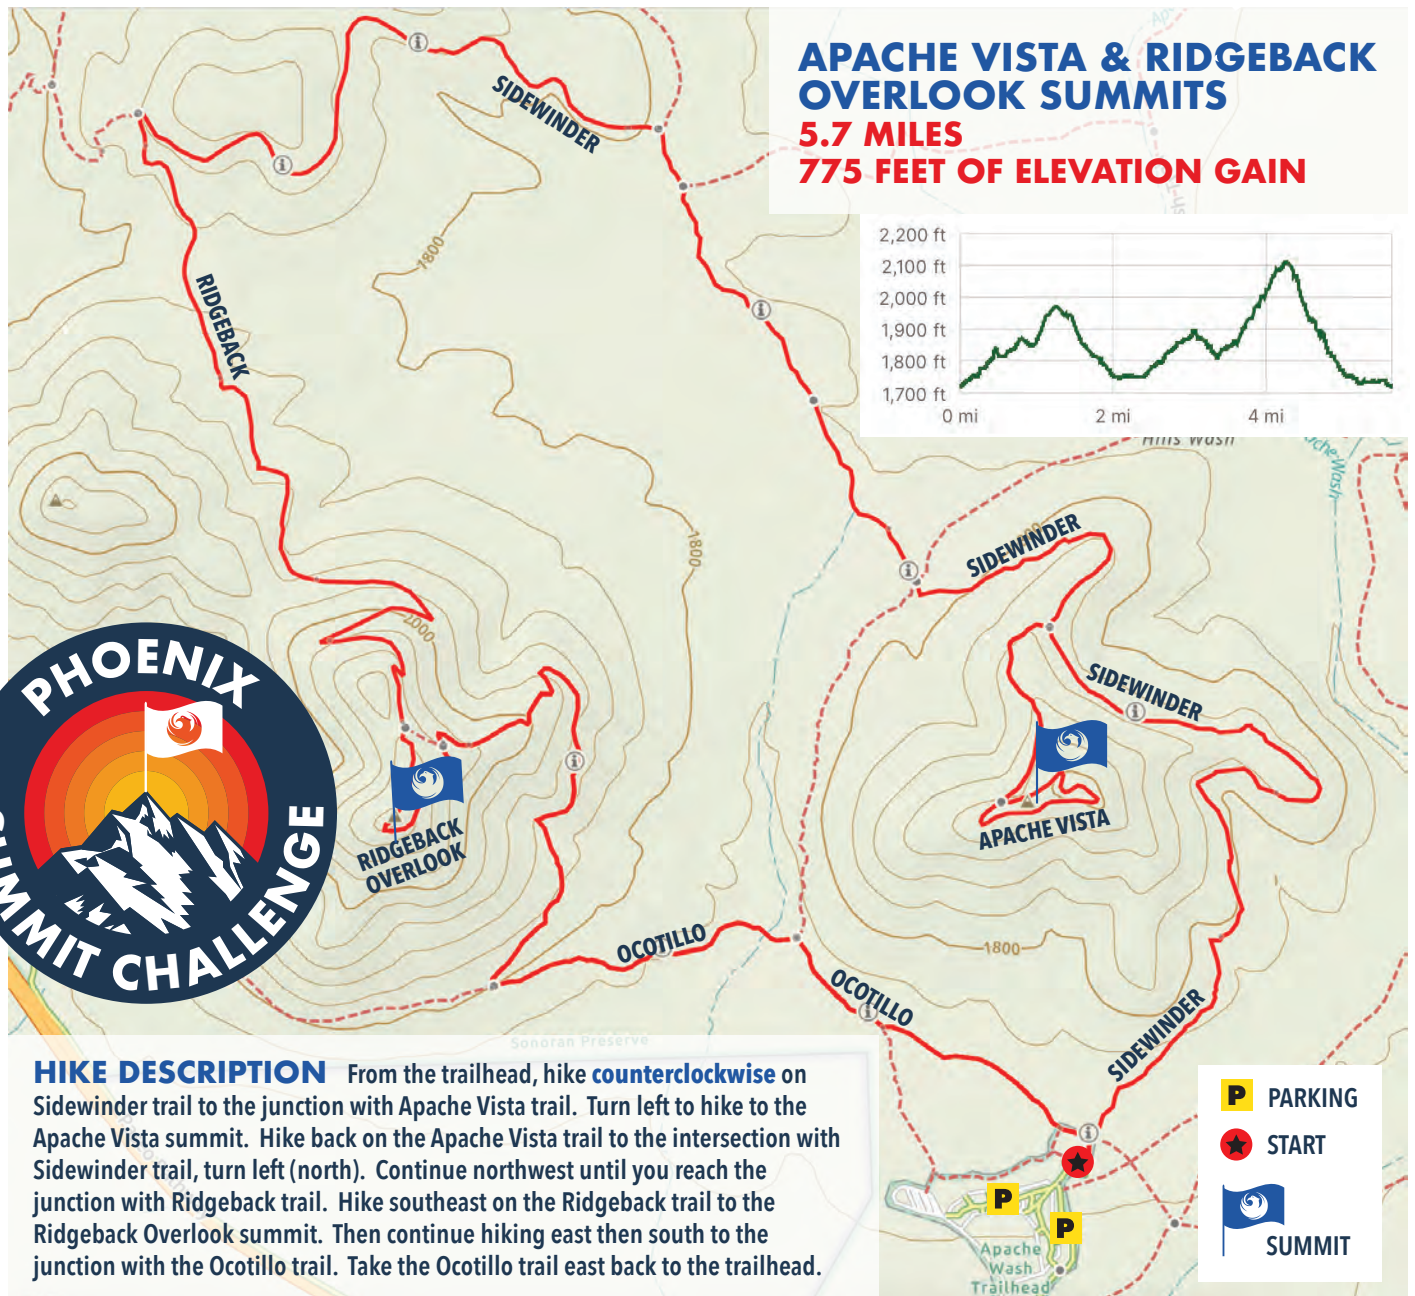 APACHE VISTA & RIDGEBACK
OVERLOOK SUMMITS
5.7 MILES
775 FEET OF ELEVATION GAIN
2,200 ft
2,100 ft
2,000 ft
1,900 ft
1,800 ft
1,700 ft
0 mi
2 mi
4 mi
Hills Wash
SIDEWINDER
1800
RIDGEBACK
1800
SIDEWINDER
2000
SIDEWINDER
PHOENIX
SUMMIT CHALLENGE
RIDGEBACK
OVERLOOK
APACHE VISTA
OCOTILLO
1800
OCOTILLO
SIDEWINDER
Sonoran Preserve
HIKE DESCRIPTION From the trailhead, hike counterclockwise on
Sidewinder trail to the junction with Apache Vista trail. Turn left to hike to the
Apache Vista summit. Hike back on the Apache Vista trail to the intersection with
Sidewinder trail, turn left (north). Continue northwest until you reach the
junction with Ridgeback trail. Hike southeast on the Ridgeback trail to the
Ridgeback Overlook summit. Then continue hiking east then south to the
junction with the Ocotillo trail. Take the Ocotillo trail east back to the trailhead.
P
P
Apache
Wash
Trailhead
P PARKING
START
SUMMIT